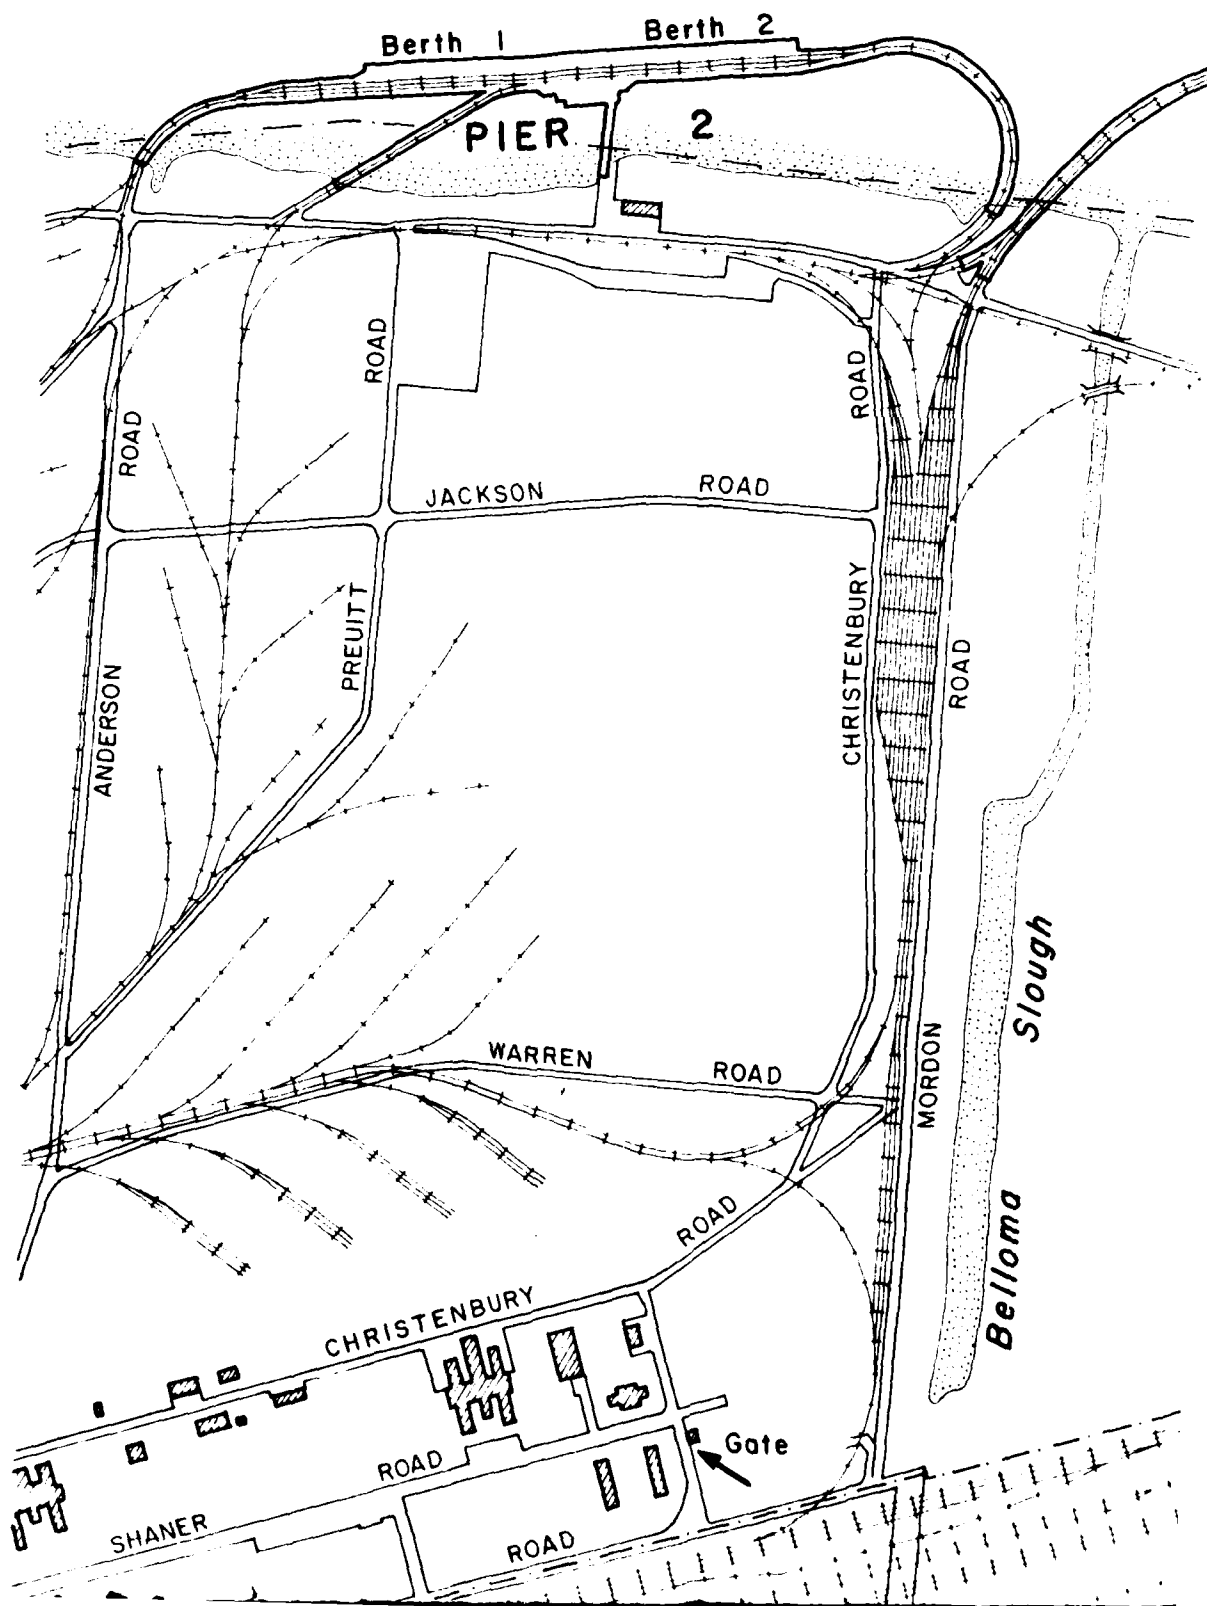 Berth 1
Berth 2
PIER 2
ROAD
ROAD
ROAD
JACKSON ROAD
PREUITT
CHRISTENBURY
ROAD
ANDERSON
Slough
WARREN ROAD
MORDON
ROAD
Belloma
CHRISTENBURY
Gate
ROAD
SHANER
ROAD